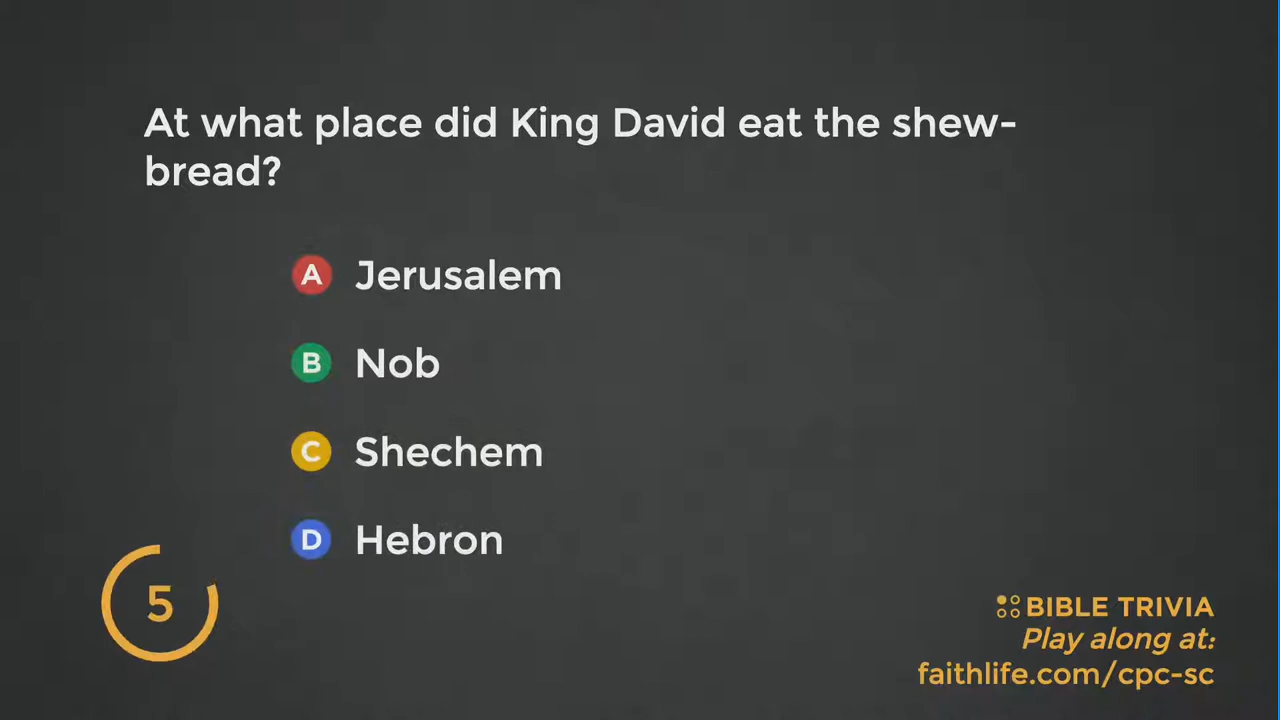 At what place did King David eat the shew-
bread?
A Jerusalem
B Nob
C Shechem
D Hebron
5
BIBLE TRIVIA
Play along at:
faithlife.com/cpc-sc